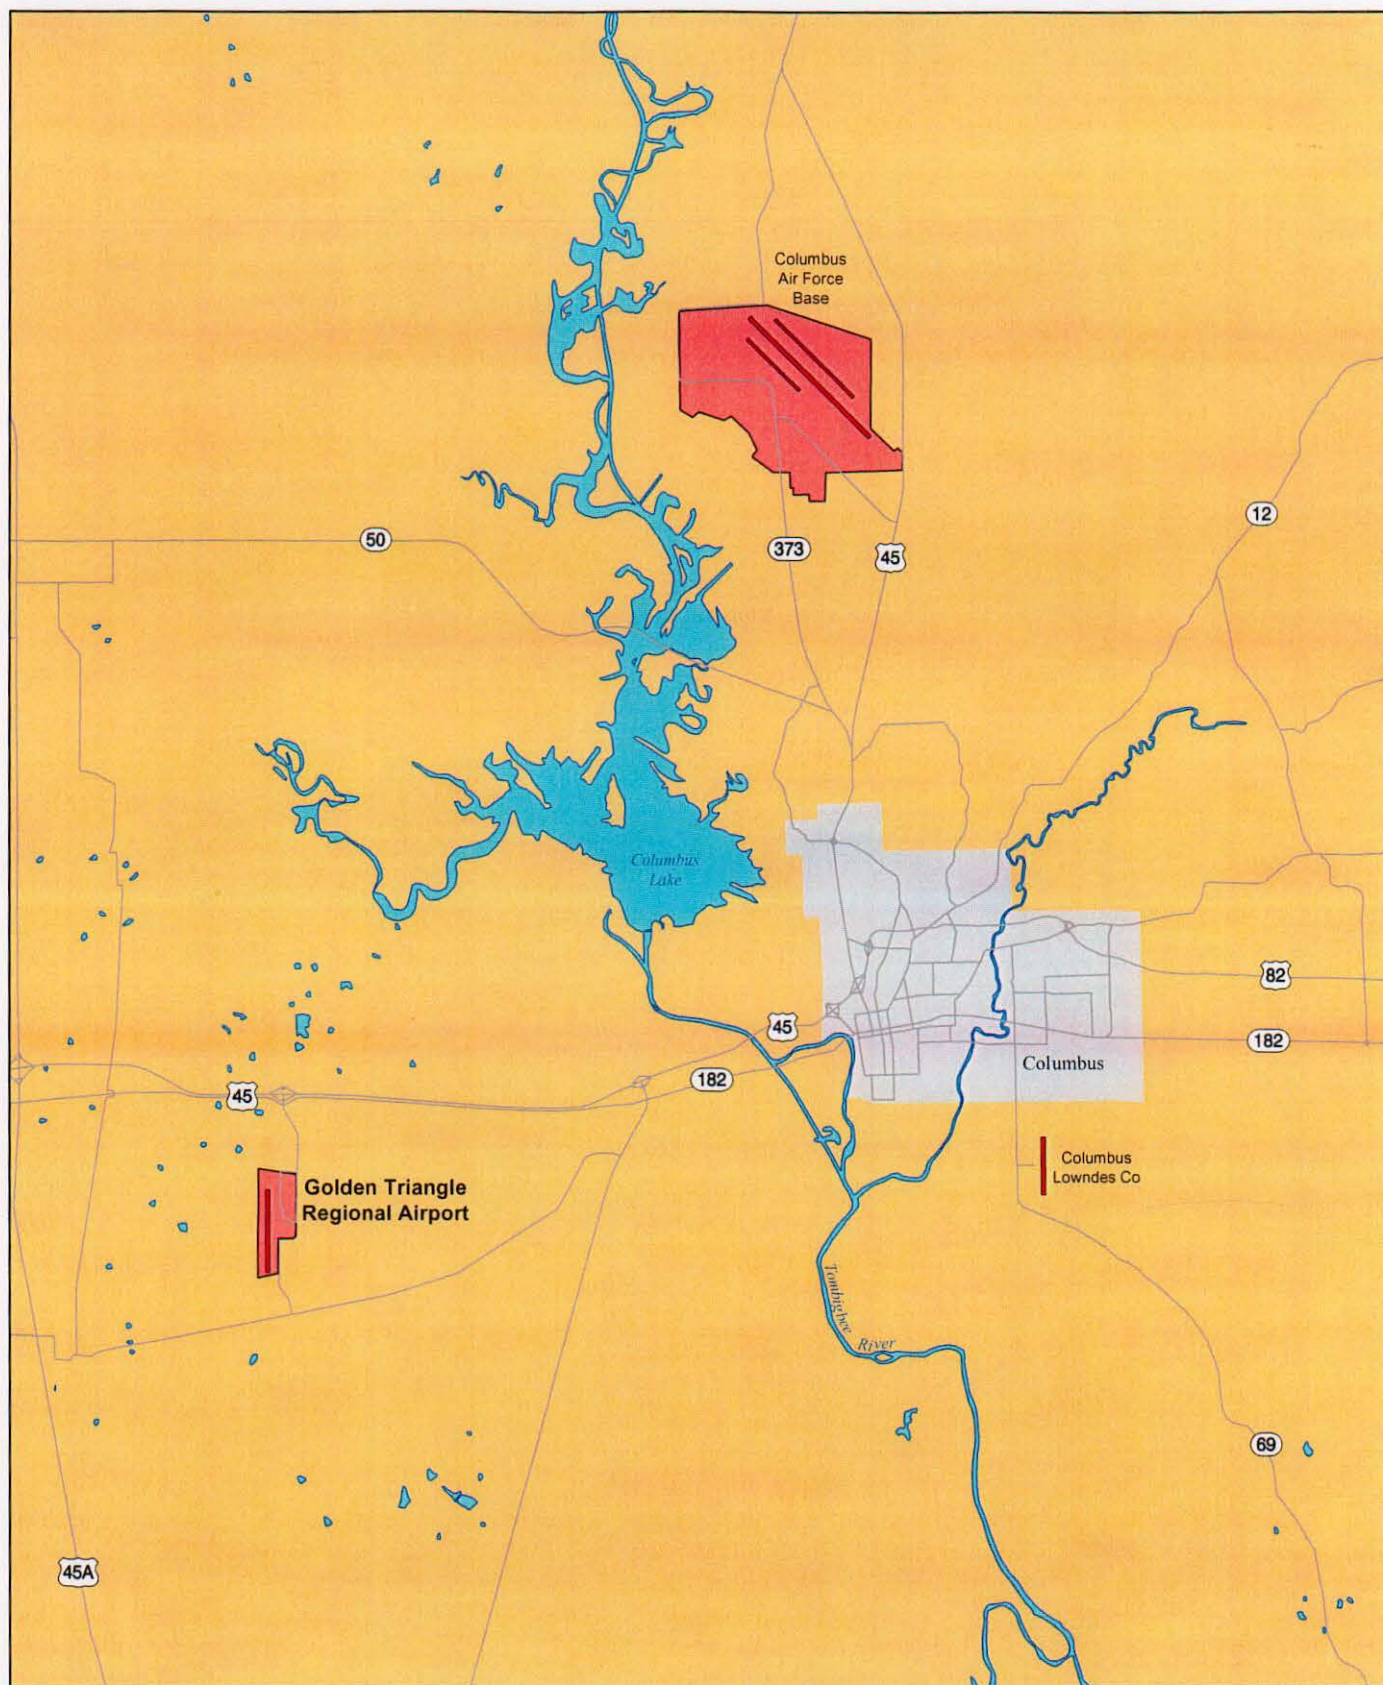 Columbus
Air Force
Base
12
50
373
45
Columbus
Lake
82
45
182
Columbus
182
45
Columbus
Lowndes Co
Golden Triangle
Regional Airport
Tombigbee
River
69
45A